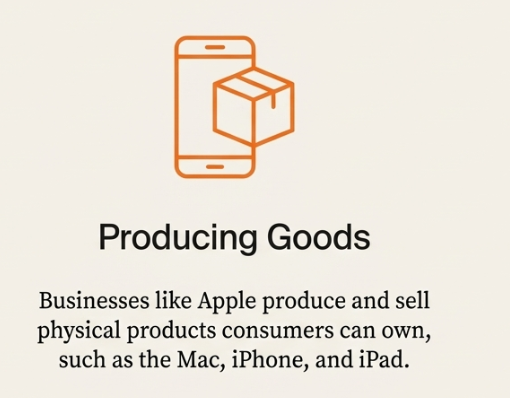 Producing Goods
Businesses like Apple produce and sell
physical products consumers can own,
such as the Mac, iPhone, and iPad.